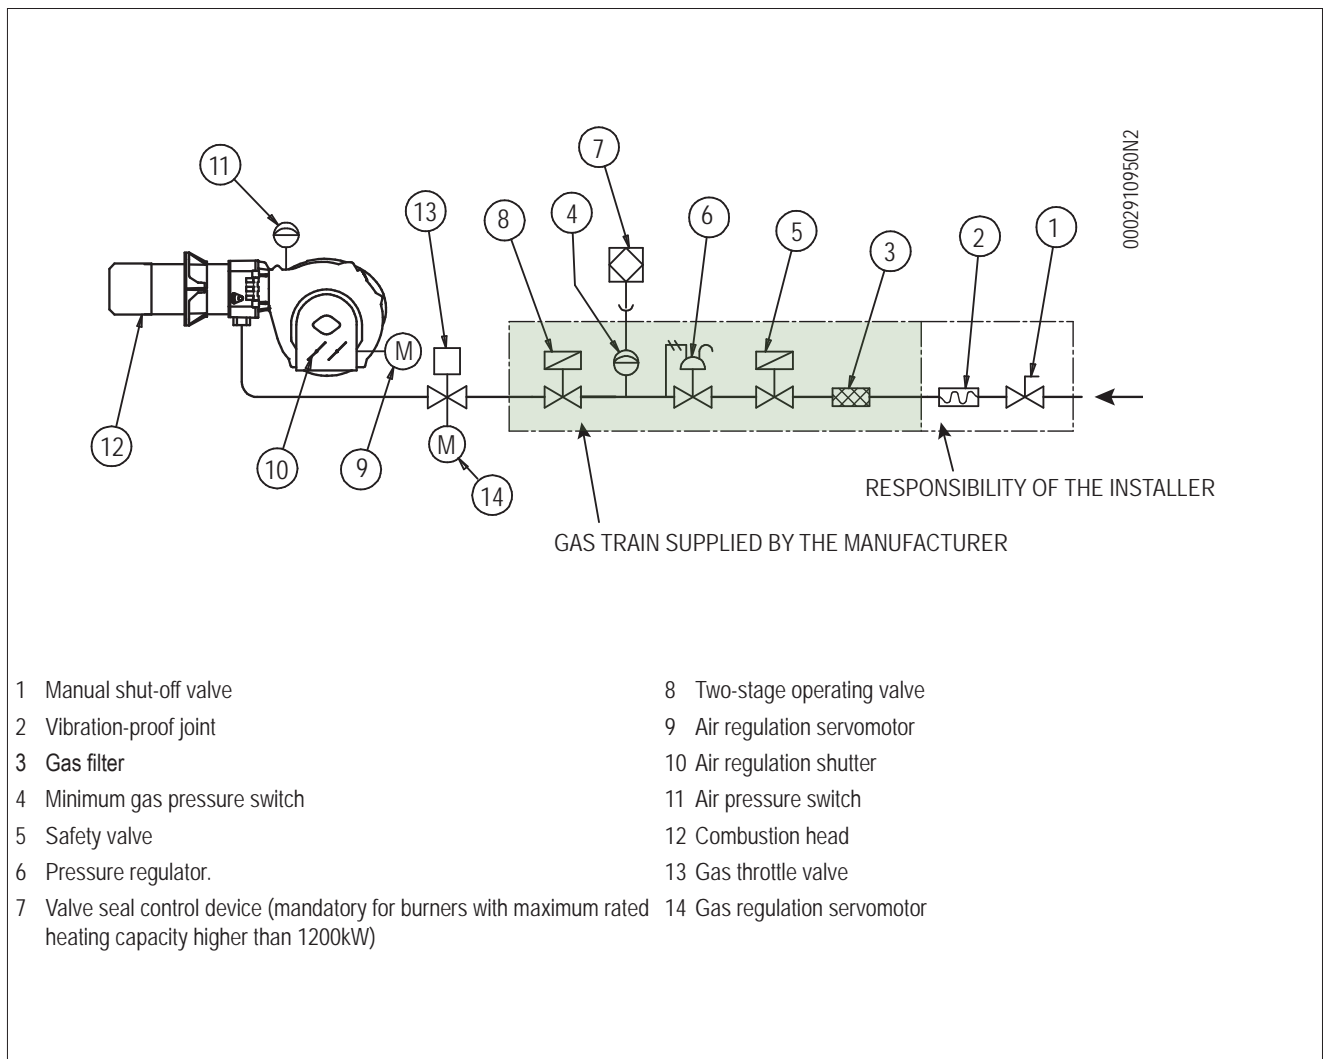 0002910950N2
11
7
13
8
4
6
5
3
2
1
M
M
12
10
9
14
RESPONSIBILITY OF THE INSTALLER
GAS TRAIN SUPPLIED BY THE MANUFACTURER
1 Manual shut-off valve
2 Vibration-proof joint
3 Gas filter
4 Minimum gas pressure switch
5 Safety valve
6 Pressure regulator.
7 Valve seal control device (mandatory for burners with maximum rated
heating capacity higher than 1200kW)
8 Two-stage operating valve
9 Air regulation servomotor
10 Air regulation shutter
11 Air pressure switch
12 Combustion head
13 Gas throttle valve
14 Gas regulation servomotor